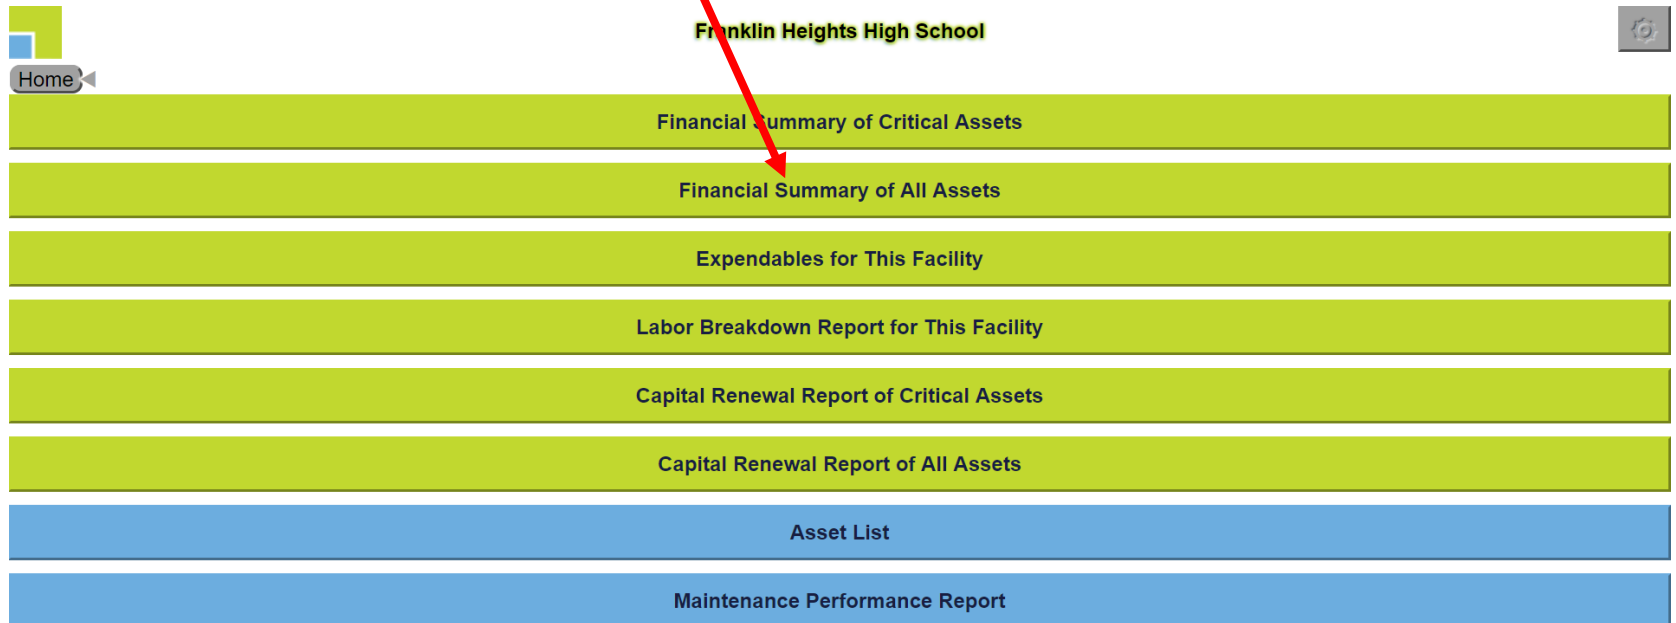 Franklin Heights High School
Home
Financial Summary of Critical Assets
Financial Summary of All Assets
Expendables for This Facility
Labor Breakdown Report for This Facility
Capital Renewal Report of Critical Assets
Capital Renewal Report of All Assets
Asset List
Maintenance Performance Report